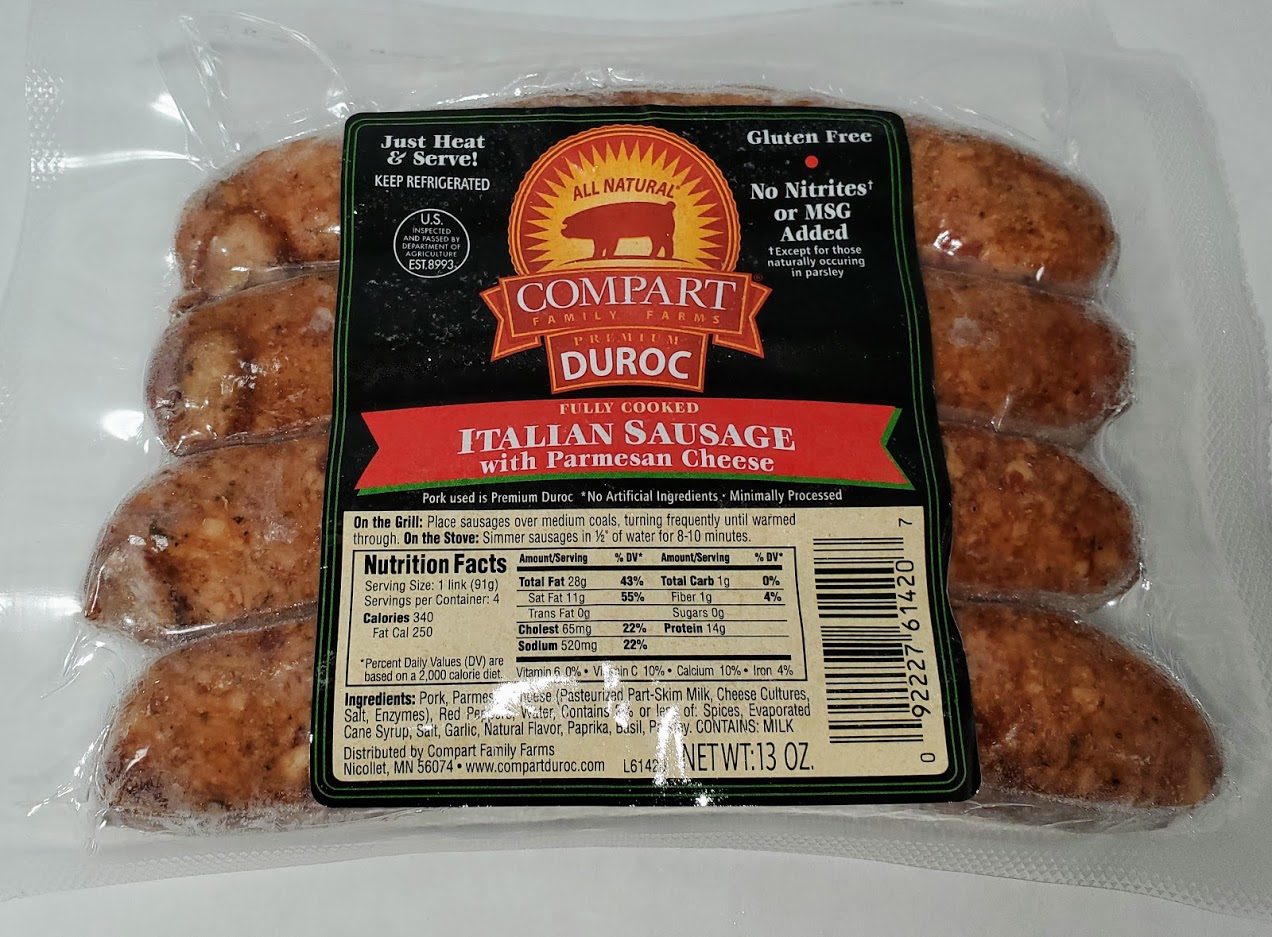 Just Heat
& Serve!
KEEP REFRIGERATED
U.S.
INSPECTED
AND PASSED BY
DEPARTMENT OF
AGRICULTURE
EST.8993
ALL NATURAL*
COMPART®
FAMILY FARMS
PREMIUM
DUROC
Gluten Free
No Nitrites†
or MSG
Added
†Except for those
naturally occuring
in parsley
FULLY COOKED
ITALIAN SAUSAGE
with Parmesan Cheese
Pork used is Premium Duroc *No Artificial Ingredients · Minimally Processed
On the Grill: Place sausages over medium coals, turning frequently until warmed
through. On the Stove: Simmer sausages in ½" of water for 8-10 minutes.
Nutrition Facts
Serving Size: 1 link (91g)
Servings per Container: 4
Calories 340
Fat Cal 250
*Percent Daily Values (DV) are
based on a 2,000 calorie diet.
Amount/Serving % DV* Amount/Serving % DV*
Total Fat 28g 43% Total Carb 1g 0%
Sat Fat 11g 55% Fiber 1g 4%
Trans Fat 0g Sugars 0g
Cholest 65mg 22% Protein 14g
Sodium 520mg 22%
Vitamin 6 0% • Vitamin C 10% • Calcium 10% • Iron 4%
Ingredients: Pork, Cheese (Pasteurized Part-Skim Milk, Cheese Cultures,
Salt, Enzymes), Red Peppers, Water, Contains or less of: Spices, Evaporated
Cane Syrup, Salt, Garlic, Natural Flavor, Paprika, Basil, Parsley. CONTAINS: MILK
Distributed by Compart Family Farms
Nicollet, MN 56074 • www.compartduroc.com
NET WT:13 OZ.
0 92227 61420 7